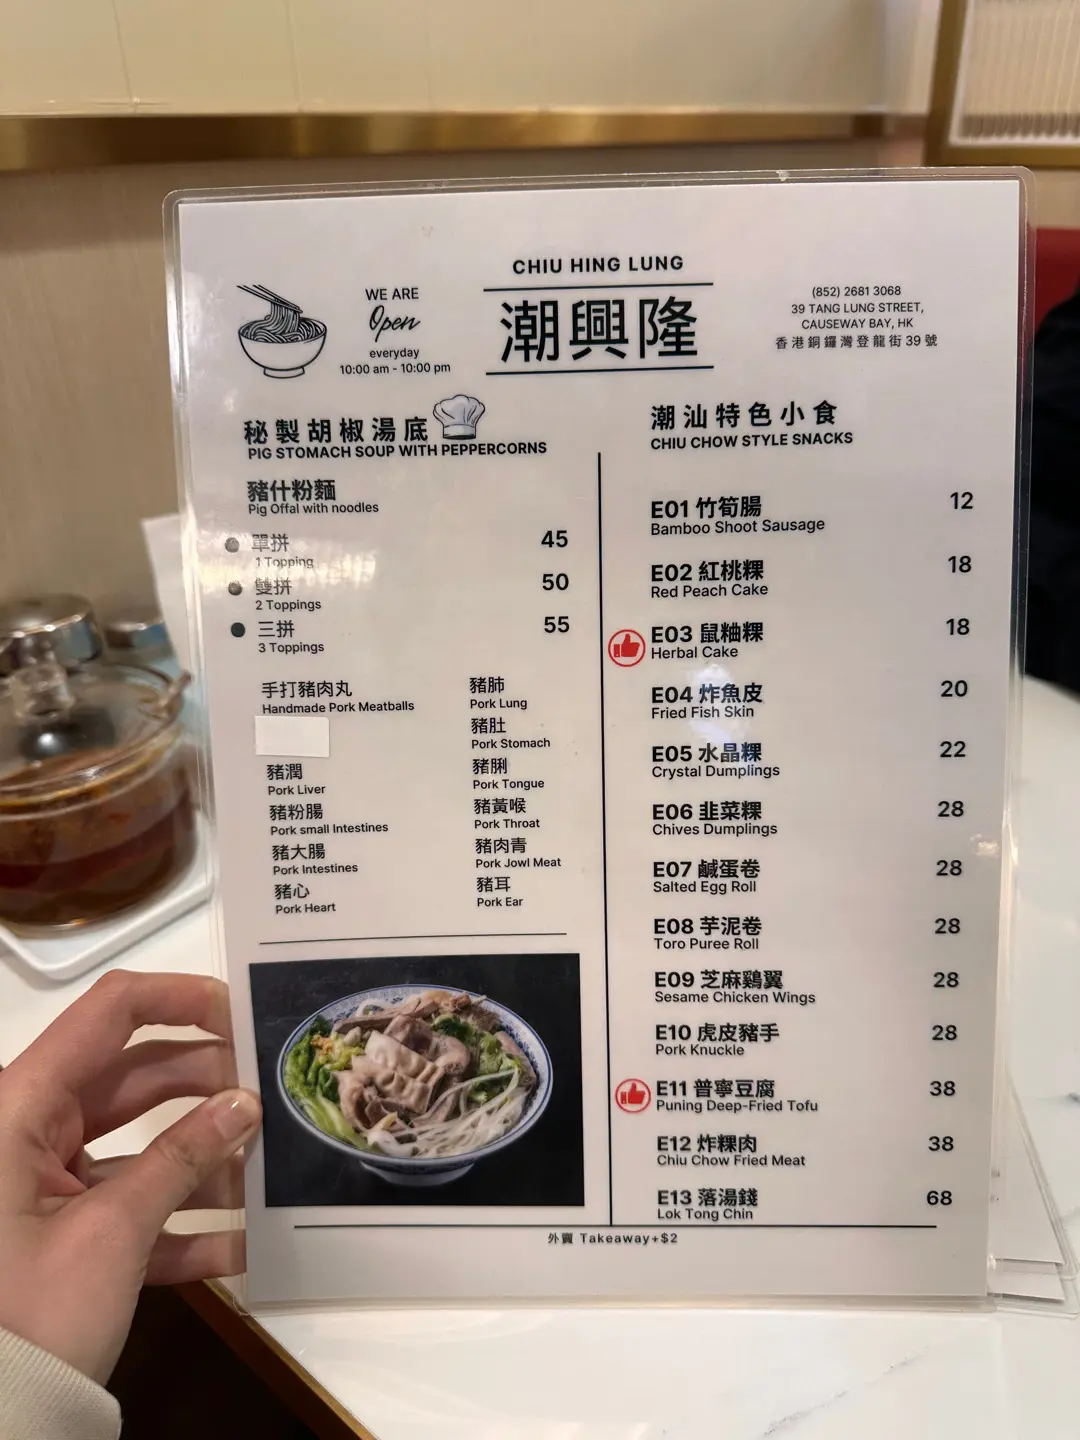 CHIU HING LUNG
潮興隆
WE ARE
Open
everyday
10:00 am - 10:00 pm
(852) 2681 3068
39 TANG LUNG STREET,
CAUSEWAY BAY, HK
香港銅鑼灣登龍街39號
秘製胡椒湯底
PIG STOMACH SOUP WITH PEPPERCORNS
豬什粉麵
Pig Offal with noodles
單拼 45
1 Topping
雙拼 50
2 Toppings
三拼 55
3 Toppings
手打豬肉丸
Handmade Pork Meatballs
豬潤
Pork Liver
豬粉腸
Pork small Intestines
豬大腸
Pork Intestines
豬心
Pork Heart
豬肺
Pork Lung
豬肚
Pork Stomach
豬脷
Pork Tongue
豬黃喉
Pork Throat
豬肉青
Pork Jowl Meat
豬耳
Pork Ear
潮汕特色小食
CHIU CHOW STYLE SNACKS
E01 竹筍腸 12
Bamboo Shoot Sausage
E02 紅桃粿 18
Red Peach Cake
E03 鼠粬粿 18
Herbal Cake
E04 炸魚皮 20
Fried Fish Skin
E05 水晶粿 22
Crystal Dumplings
E06 韭菜粿 28
Chives Dumplings
E07 鹹蛋卷 28
Salted Egg Roll
E08 芋泥卷 28
Toro Puree Roll
E09 芝麻鷄翼 28
Sesame Chicken Wings
E10 虎皮豬手 28
Pork Knuckle
E11 普寧豆腐 38
Puning Deep-Fried Tofu
E12 炸粿肉 38
Chiu Chow Fried Meat
E13 落湯錢 68
Lok Tong Chin
外賣 Takeaway+$2